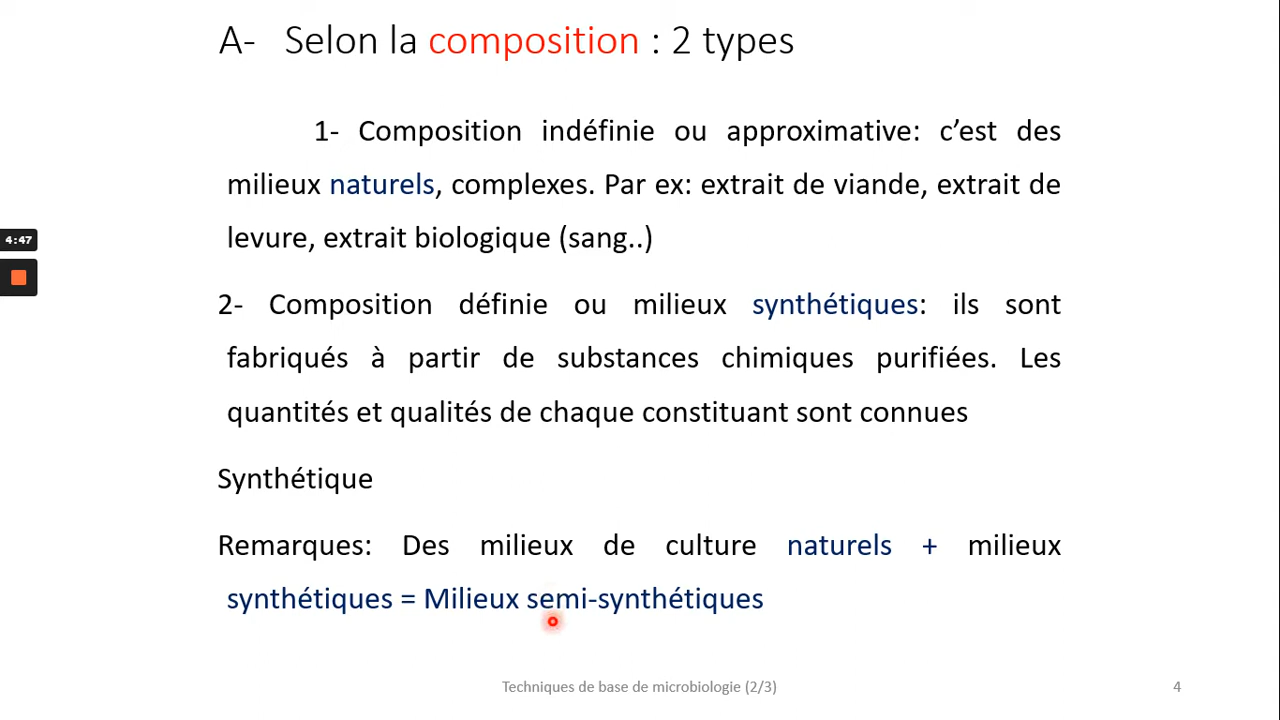 A- Selon la composition : 2 types
1- Composition indéfinie ou approximative: c’est des
milieux naturels, complexes. Par ex: extrait de viande, extrait de
levure, extrait biologique (sang..)
4:47
2- Composition définie ou milieux synthétiques: ils sont
fabriqués à partir de substances chimiques purifiées. Les
quantités et qualités de chaque constituant sont connues
Synthétique
Remarques: Des milieux de culture naturels + milieux
synthétiques = Milieux semi-synthétiques
Techniques de base de microbiologie (2/3)
4